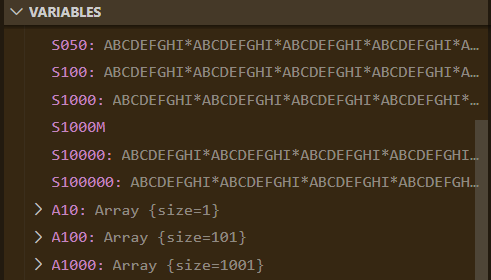 VARIABLES
S050: ABCDEFGHI*ABCDEFGHI*ABCDEFGHI*ABCDEFGHI*A...
S100: ABCDEFGHI*ABCDEFGHI*ABCDEFGHI*ABCDEFGHI*A...
S1000: ABCDEFGHI*ABCDEFGHI*ABCDEFGHI*ABCDEFGHI*...
S1000M
S10000: ABCDEFGHI*ABCDEFGHI*ABCDEFGHI*ABCDEFGHI...
S100000: ABCDEFGHI*ABCDEFGHI*ABCDEFGHI*ABCDEFGH...
A10: Array {size=1}
A100: Array {size=101}
A1000: Array {size=1001}